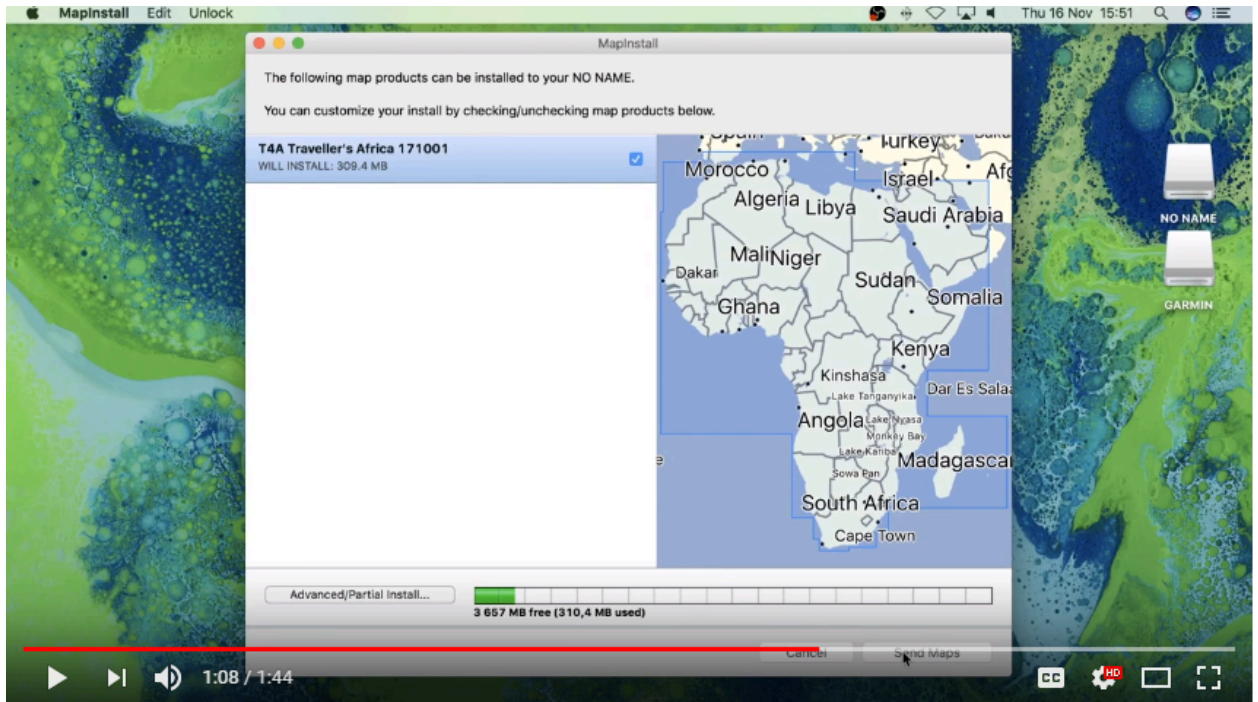 MapInstall Edit Unlock
Thu 16 Nov 15:51
MapInstall
The following map products can be installed to your NO NAME.
You can customize your install by checking/unchecking map products below.
T4A Traveller's Africa 171001
WILL INSTALL: 309.4 MB
Turkey
Morocco
Israel
Algeria
Libya
Saudi Arabia
NO NAME
Mali
Niger
Dakar
Sudan
Somalia
GARMIN
Ghana
Kenya
Kinshasa
Dar Es Salaa
Lake Tanganyika
Angola
Lake Nyasa
Monkey Bay
Lake Kariba
Madagascar
Sowa Pan
South Africa
Cape Town
Advanced/Partial Install...
3 657 MB free (310,4 MB used)
Cancel
Send Maps
1:08 / 1:44
CC
HD